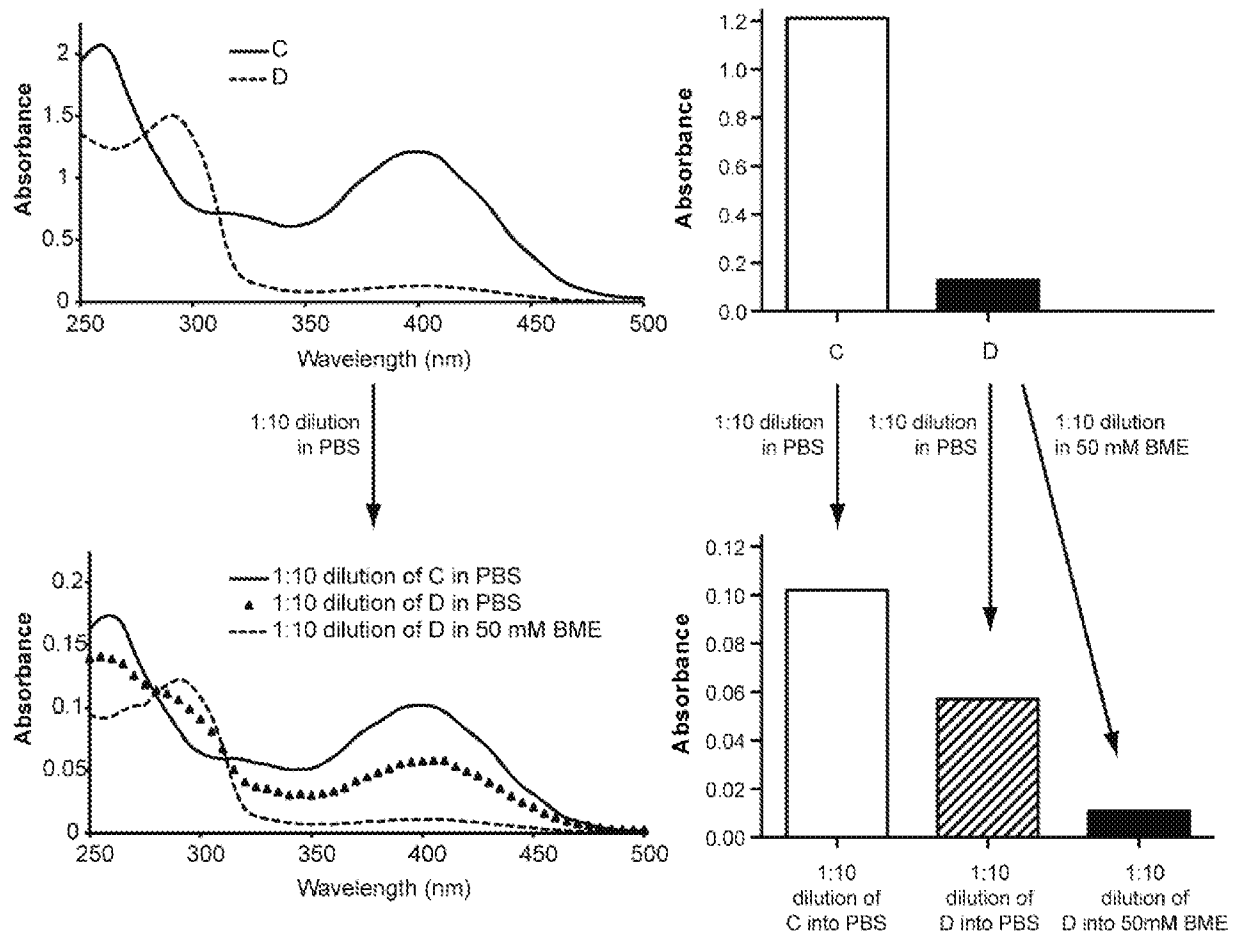 Absorbance
2
1.5
1
0.5
0
C
D
250 300 350 400 450 500
Wavelength (nm)
Absorbance
1.2
1.0
0.8
0.6
0.4
0.2
0.0
C D
1:10 dilution
in PBS
1:10 dilution
in PBS
1:10 dilution
in PBS
1:10 dilution
in 50 mM BME
Absorbance
0.2
0.15
0.1
0.05
0
1:10 dilution of C in PBS
1:10 dilution of D in PBS
1:10 dilution of D in 50 mM BME
250 300 350 400 450 500
Wavelength (nm)
Absorbance
0.12
0.10
0.08
0.06
0.04
0.02
0.00
1:10
dilution of
C into PBS
1:10
dilution of
D into PBS
1:10
dilution of
D into 50mM BME